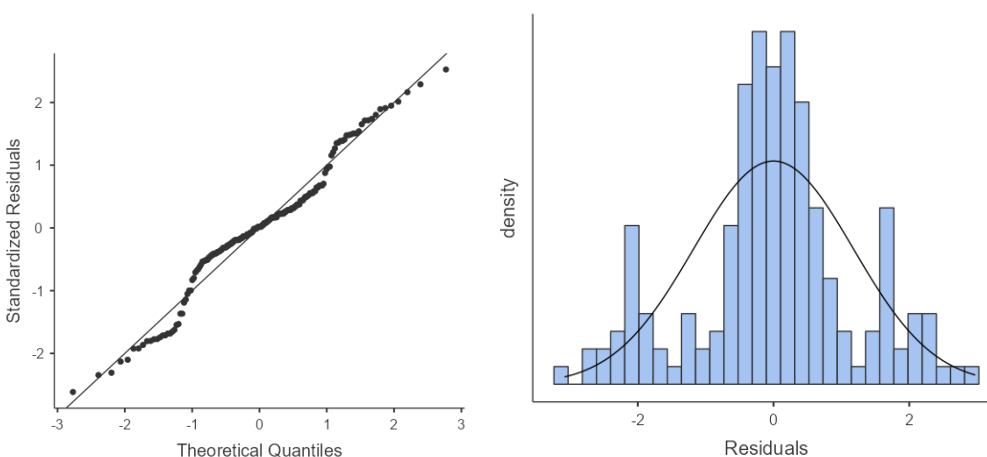 Standardized Residuals
2
1
0
-1
-2
-3 -2 -1 0 1 2 3
Theoretical Quantiles
density
-2 0 2
Residuals